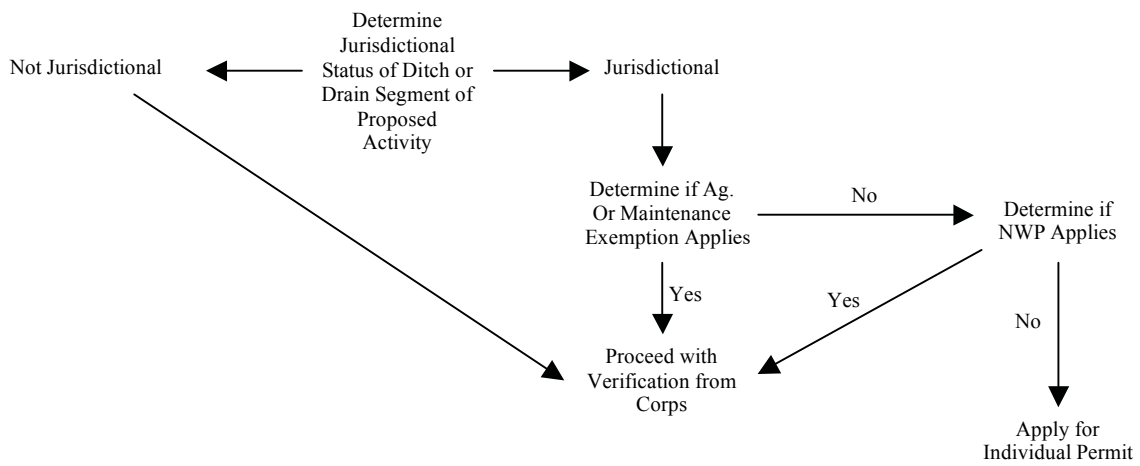 Determine
Jurisdictional
Status of Ditch or
Drain Segment of
Proposed
Activity
Not Jurisdictional
Jurisdictional
Determine if Ag.
Or Maintenance
Exemption Applies
No
Determine if
NWP Applies
Yes
Yes
No
Proceed with
Verification from
Corps
Apply for
Individual Permit